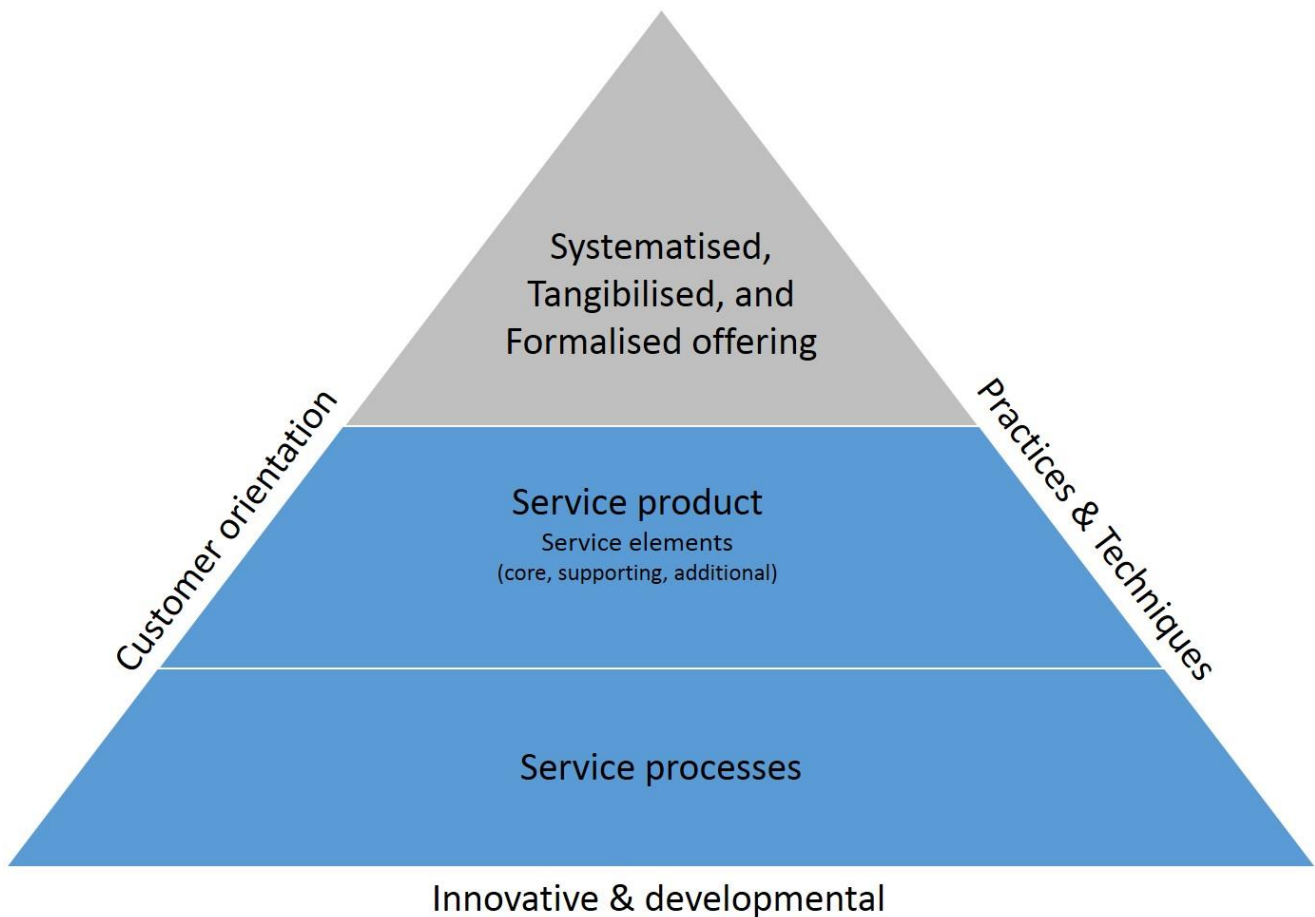 Systematised,
Tangibilised, and
Formalised offering
Customer orientation
Practices & Techniques
Service product
Service elements
(core, supporting, additional)
Service processes
Innovative & developmental